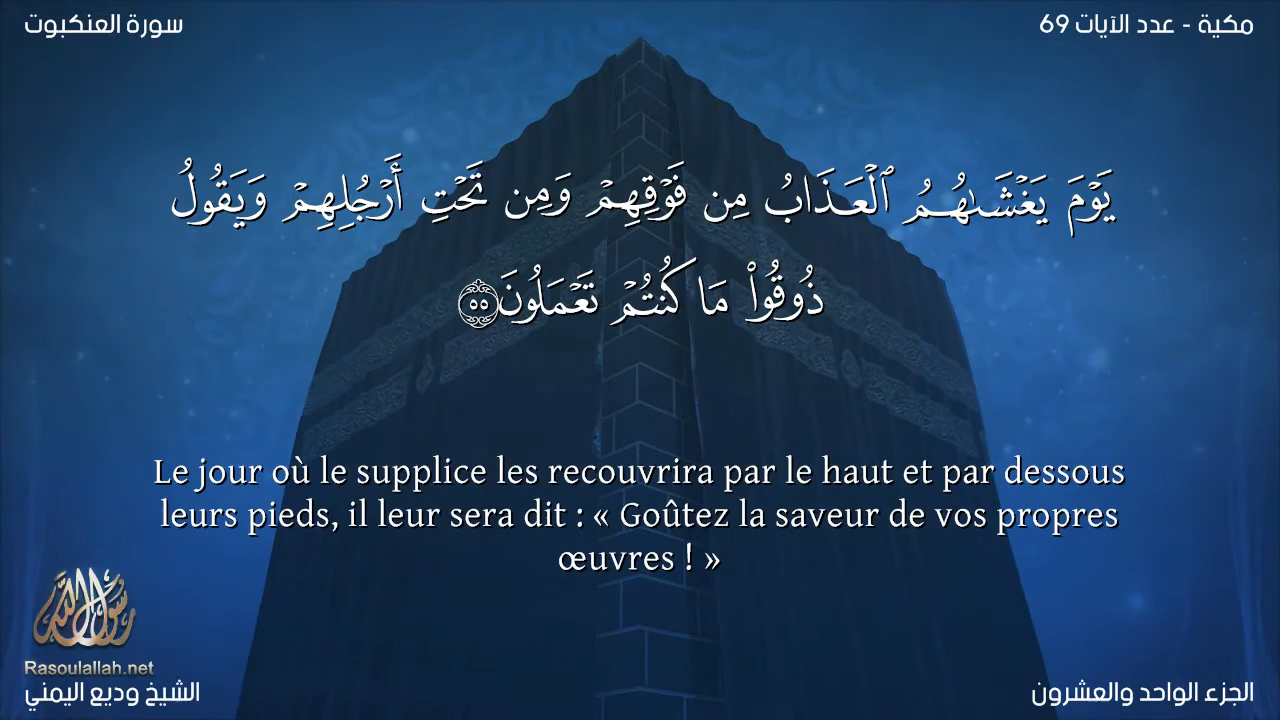 مكية - عدد الآيات 69
سورة العنكبوت
يَوْمَ يَغْشَىٰهُمُ ٱلْعَذَابُ مِن فَوْقِهِمْ وَمِن تَحْتِ أَرْجُلِهِمْ وَيَقُولُ
ذُوقُوا۟ مَا كُنتُمْ تَعْمَلُونَ ٥٥
Le jour où le supplice les recouvrira par le haut et par dessous
leurs pieds, il leur sera dit : « Goûtez la saveur de vos propres
œuvres ! »
رسول الله
Rasoulallah.net
الجزء الواحد والعشرون
الشيخ وديع اليمني